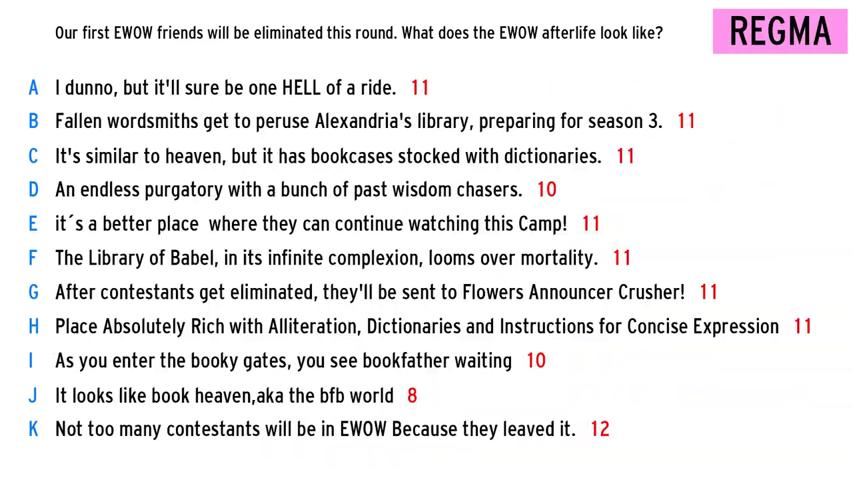 Our first EWOW friends will be eliminated this round. What does the EWOW afterlife look like?
REGMA
A I dunno, but it'll sure be one HELL of a ride. 11
B Fallen wordsmiths get to peruse Alexandria's library, preparing for season 3. 11
C It's similar to heaven, but it has bookcases stocked with dictionaries. 11
D An endless purgatory with a bunch of past wisdom chasers. 10
E it´s a better place  where they can continue watching this Camp! 11
F The Library of Babel, in its infinite complexion, looms over mortality. 11
G After contestants get eliminated, they'll be sent to Flowers Announcer Crusher! 11
H Place Absolutely Rich with Alliteration, Dictionaries and Instructions for Concise Expression 11
I As you enter the booky gates, you see bookfather waiting 10
J It looks like book heaven,aka the bfb world 8
K Not too many contestants will be in EWOW Because they leaved it. 12